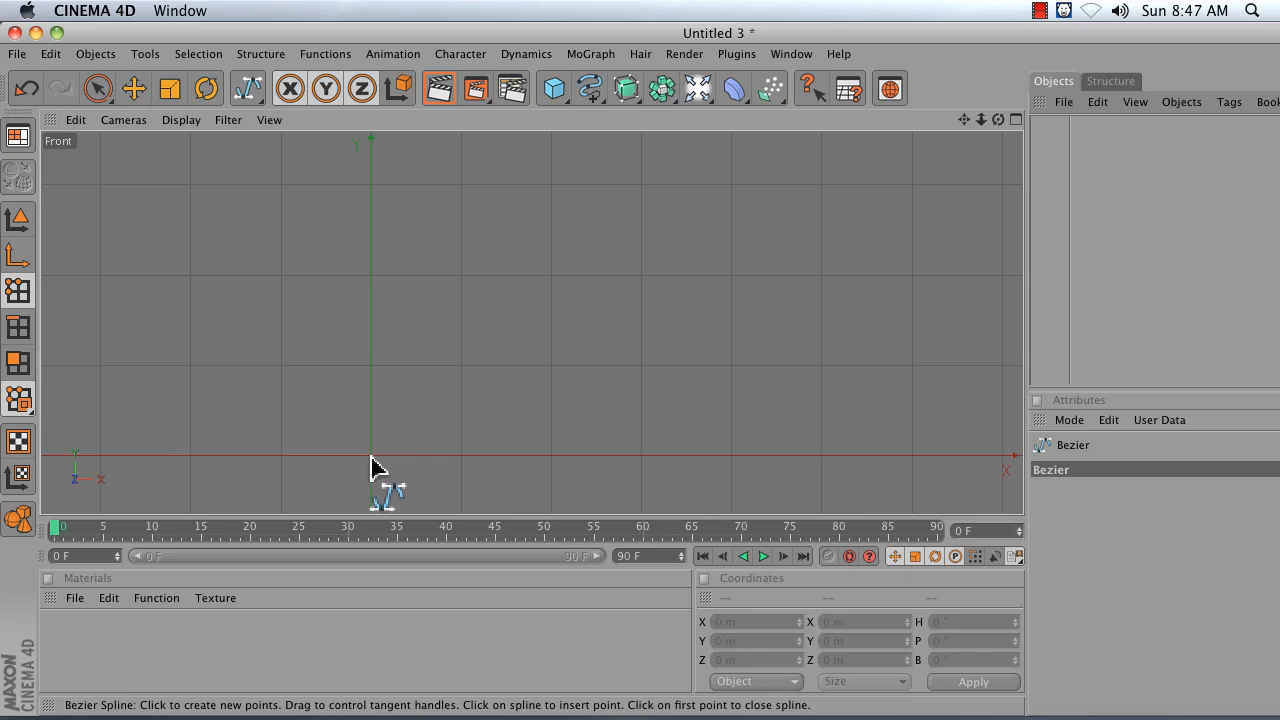 CINEMA 4D Window Sun 8:47 AM
Untitled 3 *
File Edit Objects Tools Selection Structure Functions Animation Character Dynamics MoGraph Hair Render Plugins Window Help
X Y Z
Objects Structure
File Edit View Objects Tags Book
Edit Cameras Display Filter View
Front
Y
X
Y
Z X
Attributes
Mode Edit User Data
Bezier
Bezier
0 5 10 15 20 25 30 35 40 45 50 55 60 65 70 75 80 85 90 0 F
0 F 0 F 90 F 90 F
Materials
File Edit Function Texture
Coordinates
-- -- --
X 0 m X 0 m H 0 °
Y 0 m Y 0 m P 0 °
Z 0 m Z 0 m B 0 °
Object Size Apply
MAXON CINEMA 4D
Bezier Spline: Click to create new points. Drag to control tangent handles. Click on spline to insert point. Click on first point to close spline.